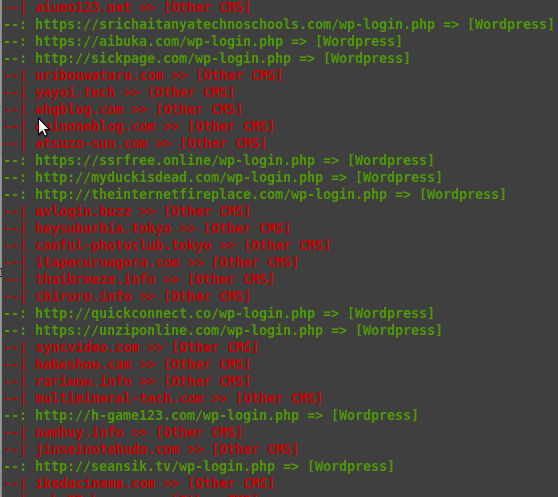 --| aiueo123.net >> [Other CMS]
--: https://srichaitanyatechnoschools.com/wp-login.php => [Wordpress]
--: https://aibuka.com/wp-login.php => [Wordpress]
--: http://sickpage.com/wp-login.php => [Wordpress]
--| uribouwataru.com >> [Other CMS]
--| yayoi.tech >> [Other CMS]
--| whgblog.com >> [Other CMS]
--| >> [Other CMS]
--| atsuzo-sun.com >> [Other CMS]
--: https://ssrfree.online/wp-login.php => [Wordpress]
--: http://myduckisdead.com/wp-login.php => [Wordpress]
--: http://theinternetfireplace.com/wp-login.php => [Wordpress]
--| avlogin.buzz >> [Other CMS]
--| heysuburbia.tokyo >> [Other CMS]
--| canful-photoclub.tokyo >> [Other CMS]
--| itapecuruagora.com >> [Other CMS]
--| thaibreeze.info >> [Other CMS]
--| chiroru.info >> [Other CMS]
--: http://quickconnect.co/wp-login.php => [Wordpress]
--: https://unziponline.com/wp-login.php => [Wordpress]
--| syncvideo.com >> [Other CMS]
--| babeshow.cam >> [Other CMS]
--| rariwow.info >> [Other CMS]
--| multimineral-tech.com >> [Other CMS]
--: http://h-game123.com/wp-login.php => [Wordpress]
--| namhuy.info >> [Other CMS]
--| jinseinotehuda.com >> [Other CMS]
--: http://seansik.tv/wp-login.php => [Wordpress]
--| ikedacinema.com >> [Other CMS]